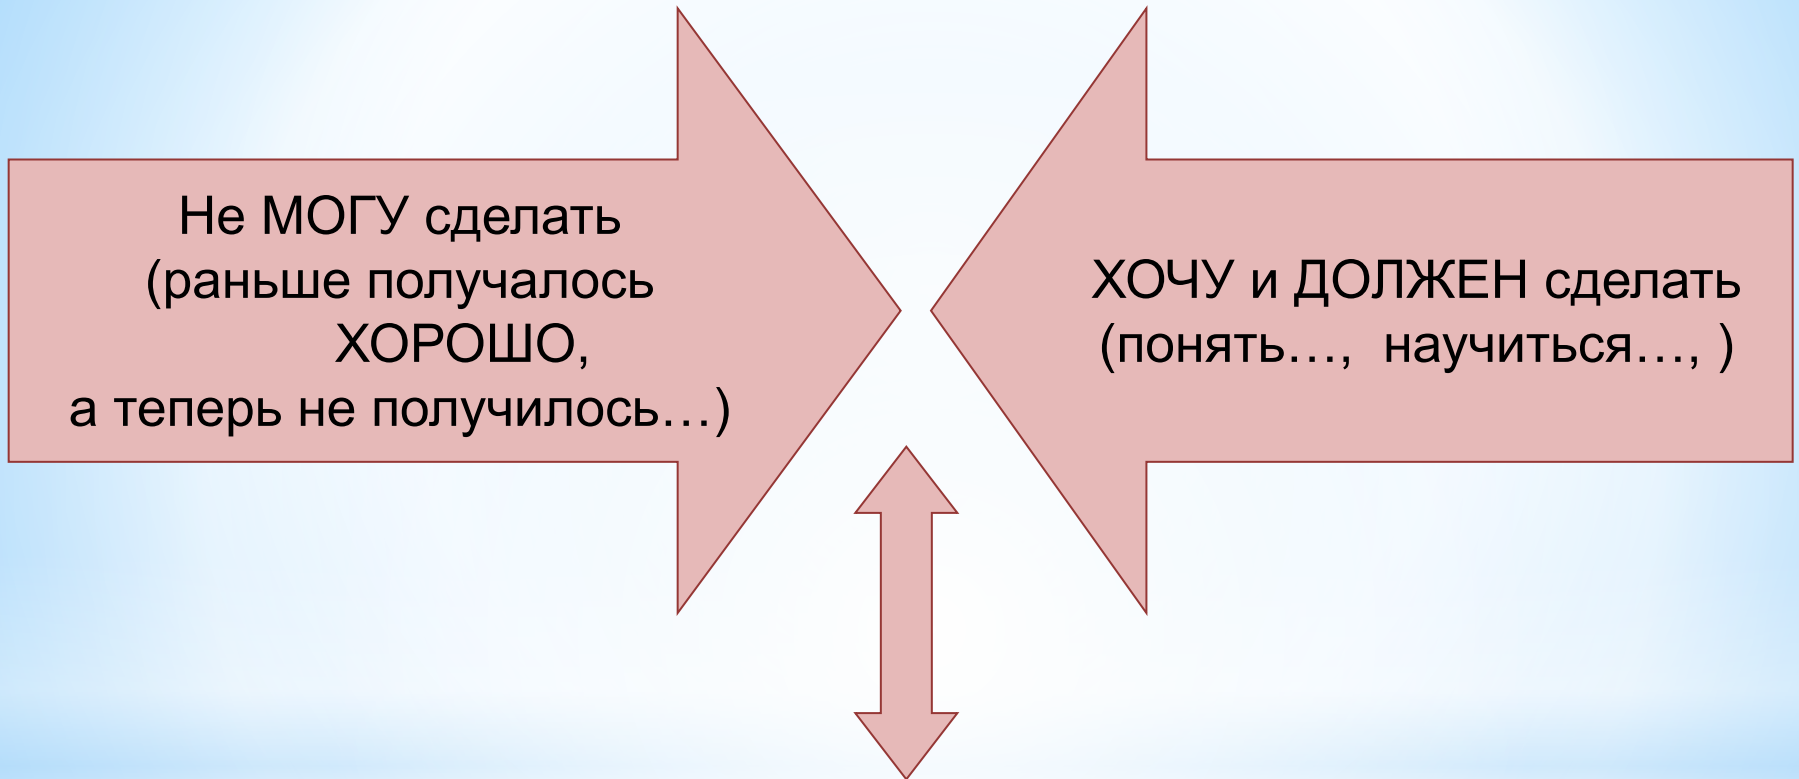 Не МОГУ сделать
(раньше получалось
ХОРОШО,
а теперь не получилось…)
ХОЧУ и ДОЛЖЕН сделать
(понять…, научиться…, )